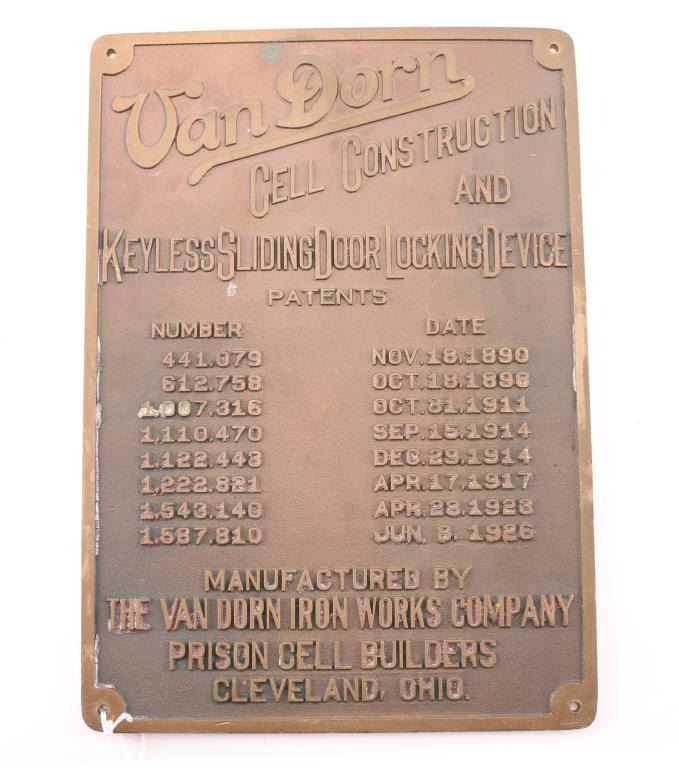 Van Dorn
CELL CONSTRUCTION
AND
KEYLESS SLIDING DOOR LOCKING DEVICE
PATENTS
NUMBER DATE
441,079 NOV.18,1890
612,758 OCT.18,1898
1,007,316 OCT.31,1911
1,110,470 SEP.15,1914
1,122,443 DEC.29,1914
1,222,821 APR.17,1917
1,543,140 APR.28,1928
1,587,810 JUN. 8, 1926
MANUFACTURED BY
THE VAN DORN IRON WORKS COMPANY
PRISON CELL BUILDERS
CLEVELAND, OHIO.